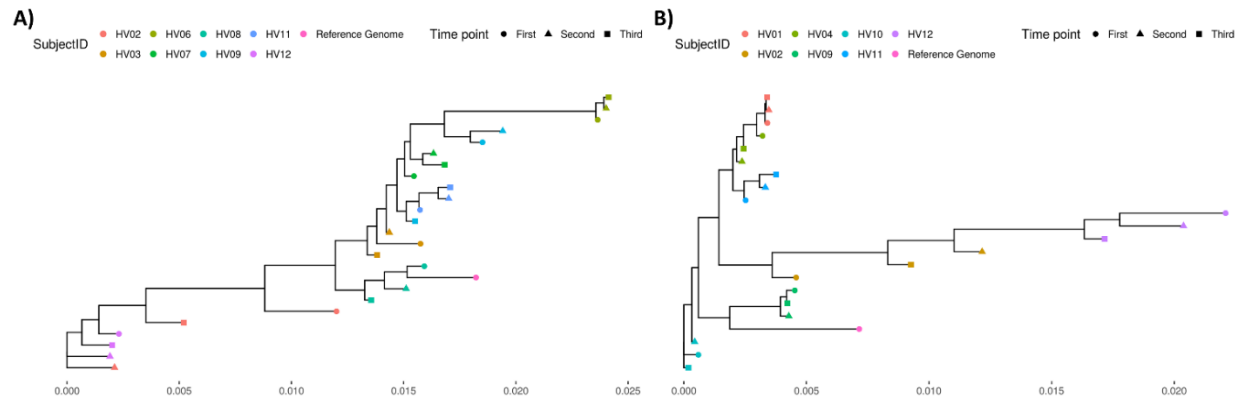 A)
SubjectID
HV02 HV06 HV08 HV11 Reference Genome
HV03 HV07 HV09 HV12
Time point First Second Third
0.000 0.005 0.010 0.015 0.020 0.025
B)
SubjectID
HV01 HV04 HV10 HV12
HV02 HV09 HV11 Reference Genome
Time point First Second Third
0.000 0.005 0.010 0.015 0.020